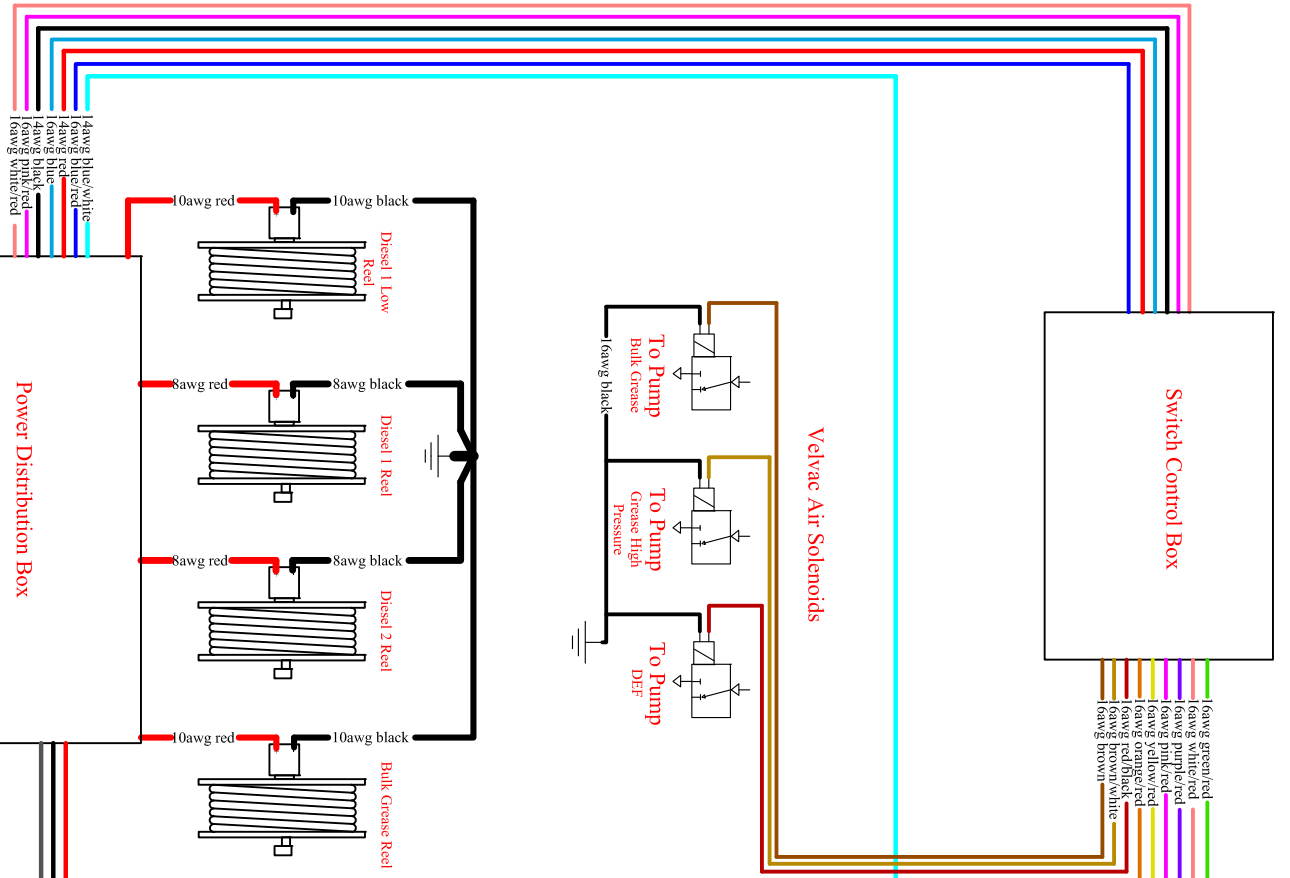 14awg blue/white
16awg blue/red
14awg red
16awg blue
14awg black
16awg pink/red
16awg white/red
10awg red
10awg black
Diesel 1 Low
Reel
8awg red
8awg black
Diesel 1 Reel
8awg red
8awg black
Diesel 2 Reel
10awg red
10awg black
Bulk Grease Reel
Power Distribution Box
16awg black
To Pump
Bulk Grease
To Pump
Grease High
Pressure
To Pump
DEF
Velvac Air Solenoids
Switch Control Box
16awg green/red
16awg white/red
16awg purple/red
16awg pink/red
16awg yellow/red
16awg orange/red
16awg red/black
16awg brown/white
16awg brown